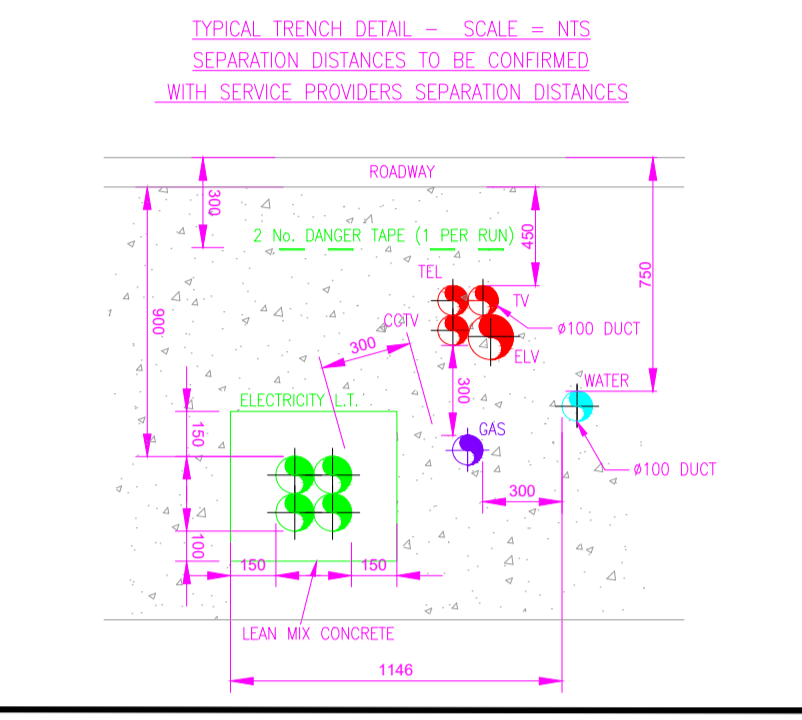 TYPICAL TRENCH DETAIL - SCALE = NTS
SEPARATION DISTANCES TO BE CONFIRMED
WITH SERVICE PROVIDERS SEPARATION DISTANCES
ROADWAY
300
2 No. DANGER TAPE (1 PER RUN)
450
750
TEL
TV
900
CCTV
ø100 DUCT
300
ELV
300
WATER
ELECTRICITY L.T.
150
GAS
ø100 DUCT
300
100
150
150
LEAN MIX CONCRETE
1146